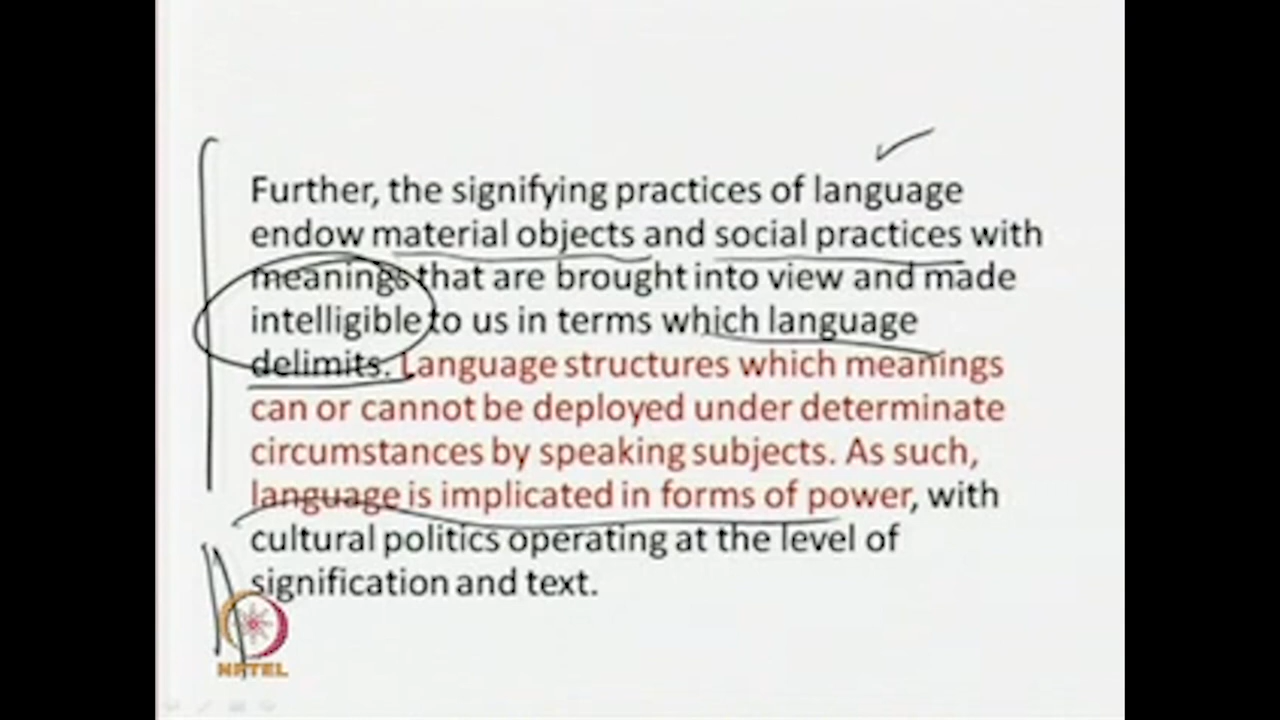 Further, the signifying practices of language
endow material objects and social practices with
meanings that are brought into view and made
intelligible to us in terms which language
delimits. Language structures which meanings
can or cannot be deployed under determinate
circumstances by speaking subjects. As such,
language is implicated in forms of power, with
cultural politics operating at the level of
signification and text.
NPTEL